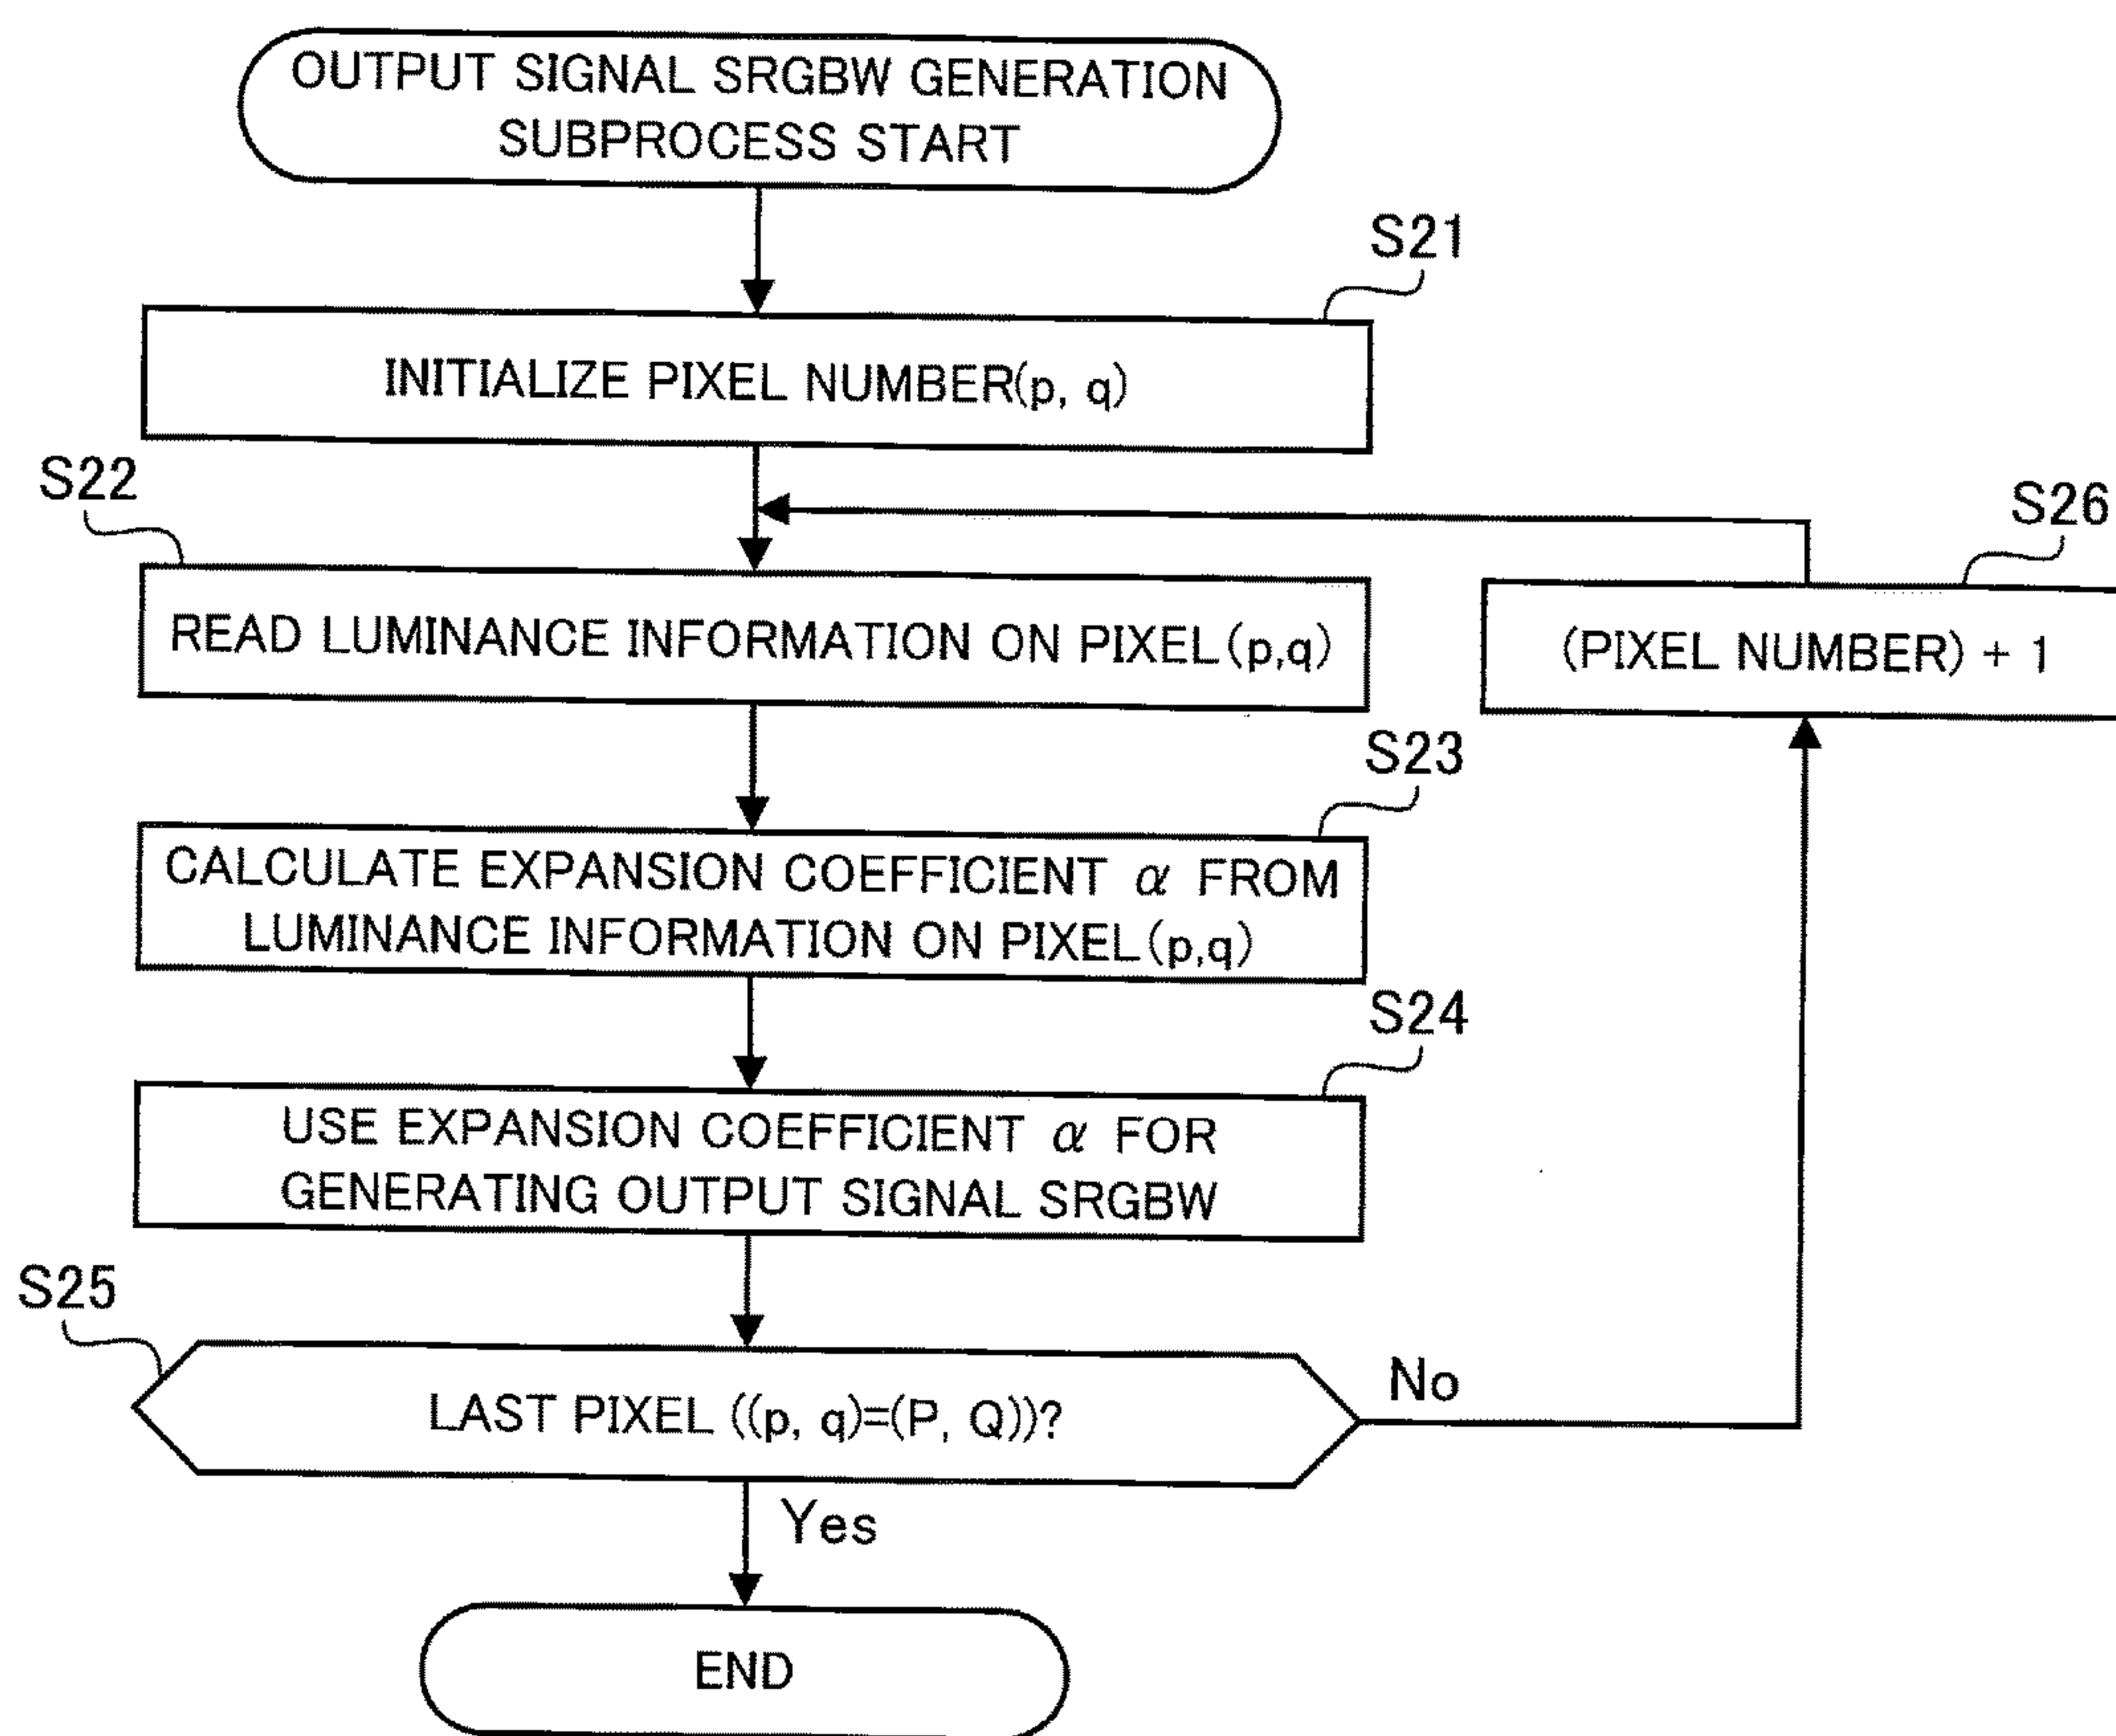 OUTPUT SIGNAL SRGBW GENERATION
SUBPROCESS START
S21
INITIALIZE PIXEL NUMBER(p, q)
S22
READ LUMINANCE INFORMATION ON PIXEL(p,q)
S26
(PIXEL NUMBER) + 1
S23
CALCULATE EXPANSION COEFFICIENT α FROM
LUMINANCE INFORMATION ON PIXEL(p,q)
S24
USE EXPANSION COEFFICIENT α FOR
GENERATING OUTPUT SIGNAL SRGBW
S25
LAST PIXEL ((p, q)=(P, Q))?
No
Yes
END